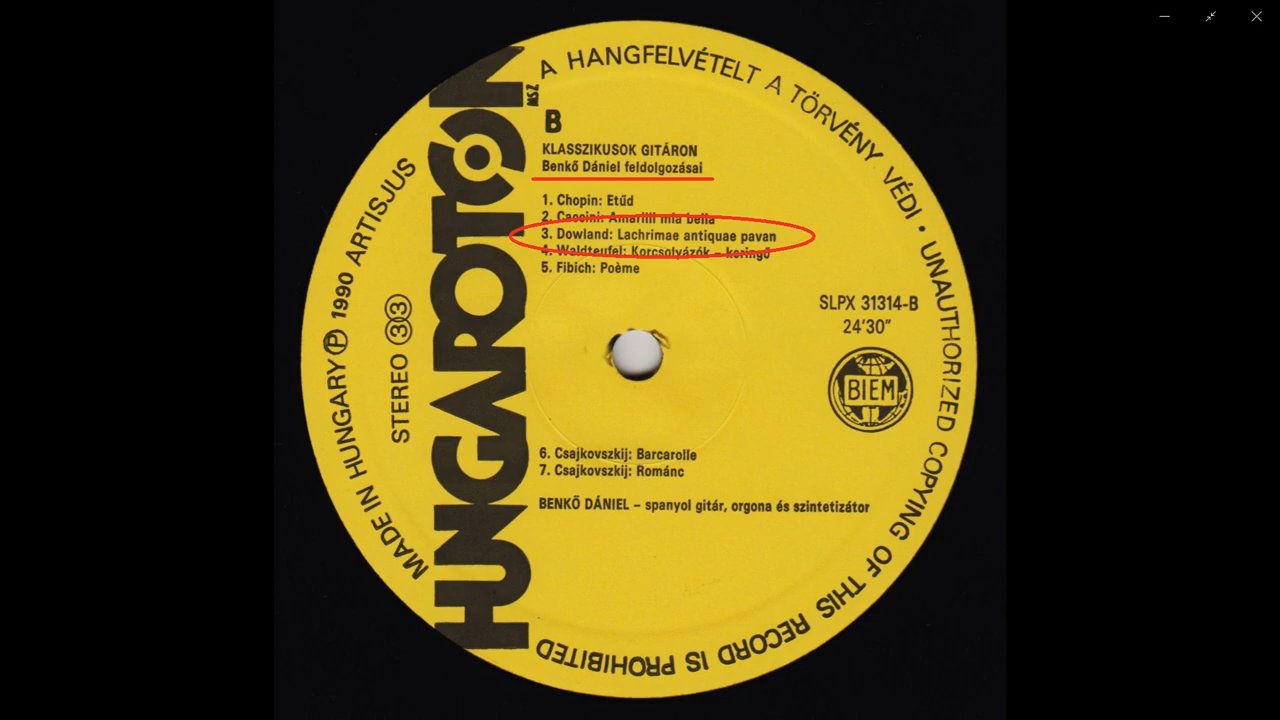 HUNGAROTON
MSZ
B
KLASSZIKUSOK GITÁRON
Benkő Dániel feldolgozásai
1. Chopin: Etűd
2. Caccini: Amarilli mia bella
3. Dowland: Lachrimae antiquae pavan
4. Waldteufel: Korcsolyázók – keringő
5. Fibich: Poème
SLPX 31314-B
24’30”
BIEM
STEREO 33
6. Csajkovszkij: Barcarolle
7. Csajkovszkij: Románc
BENKŐ DÁNIEL – spanyol gitár, orgona és szintetizátor
MADE IN HUNGARY Ⓟ 1990 ARTISJUS
A HANGFELVÉTELT A TÖRVÉNY VÉDI • UNAUTHORIZED COPYING OF THIS RECORD IS PROHIBITED